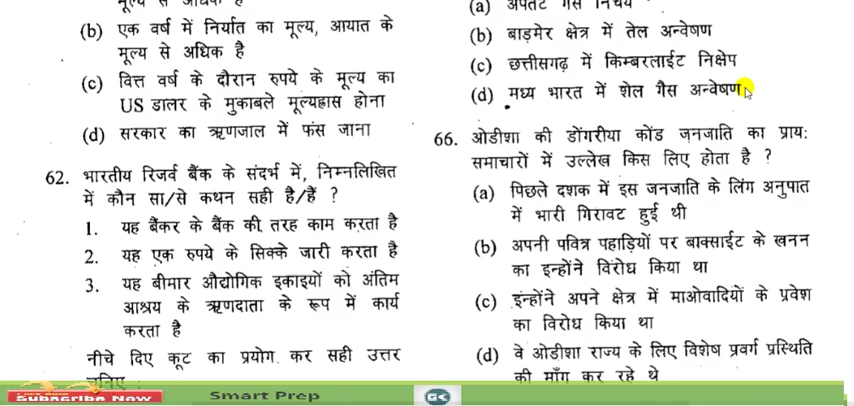 (b) एक वर्ष में निर्यात का मूल्य, आयात के
मूल्य से अधिक है
(c) वित्त वर्ष के दौरान रुपये के मूल्य का
US डालर के मुकाबले मूल्यह्रास होना
(d) सरकार का ऋणजाल में फंस जाना
62. भारतीय रिजर्व बैंक के संदर्भ में, निम्नलिखित
में कौन सा/से कथन सही है/हैं ?
1. यह बैंकर के बैंक की तरह काम करता है
2. यह एक रुपये के सिक्के जारी करता है
3. यह बीमार औद्योगिक इकाइयों को अंतिम
आश्रय के ऋणदाता के रूप में कार्य
करता है
नीचे दिए कूट का प्रयोग कर सही उत्तर
चुनिए :
(a)
(b) बाड़मेर क्षेत्र में तेल अन्वेषण
(c) छत्तीसगढ़ में किम्बरलाईट निक्षेप
(d) मध्य भारत में शेल गैस अन्वेषण
66. ओडीशा की डोंगरीया कोंड जनजाति का प्राय:
समाचारों में उल्लेख किस लिए होता है ?
(a) पिछले दशक में इस जनजाति के लिंग अनुपात
में भारी गिरावट हुई थी
(b) अपनी पवित्र पहाड़ियों पर बाक्साईट के खनन
का इन्होंने विरोध किया था
(c) इन्होंने अपने क्षेत्र में माओवादियों के प्रवेश
का विरोध किया था
(d) वे ओडीशा राज्य के लिए विशेष प्रवर्ग प्रस्थिति
की माँग कर रहे थे
Subscribe Now
Smart Prep
GK